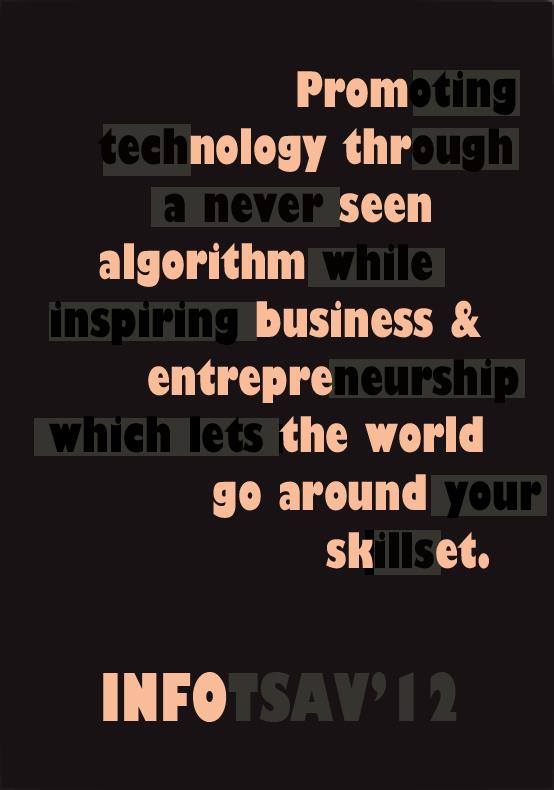 Promoting
technology through
a never seen
algorithm while
inspiring business &
entrepreneurship
which lets the world
go around your
skillset.
INFOTSAV'12